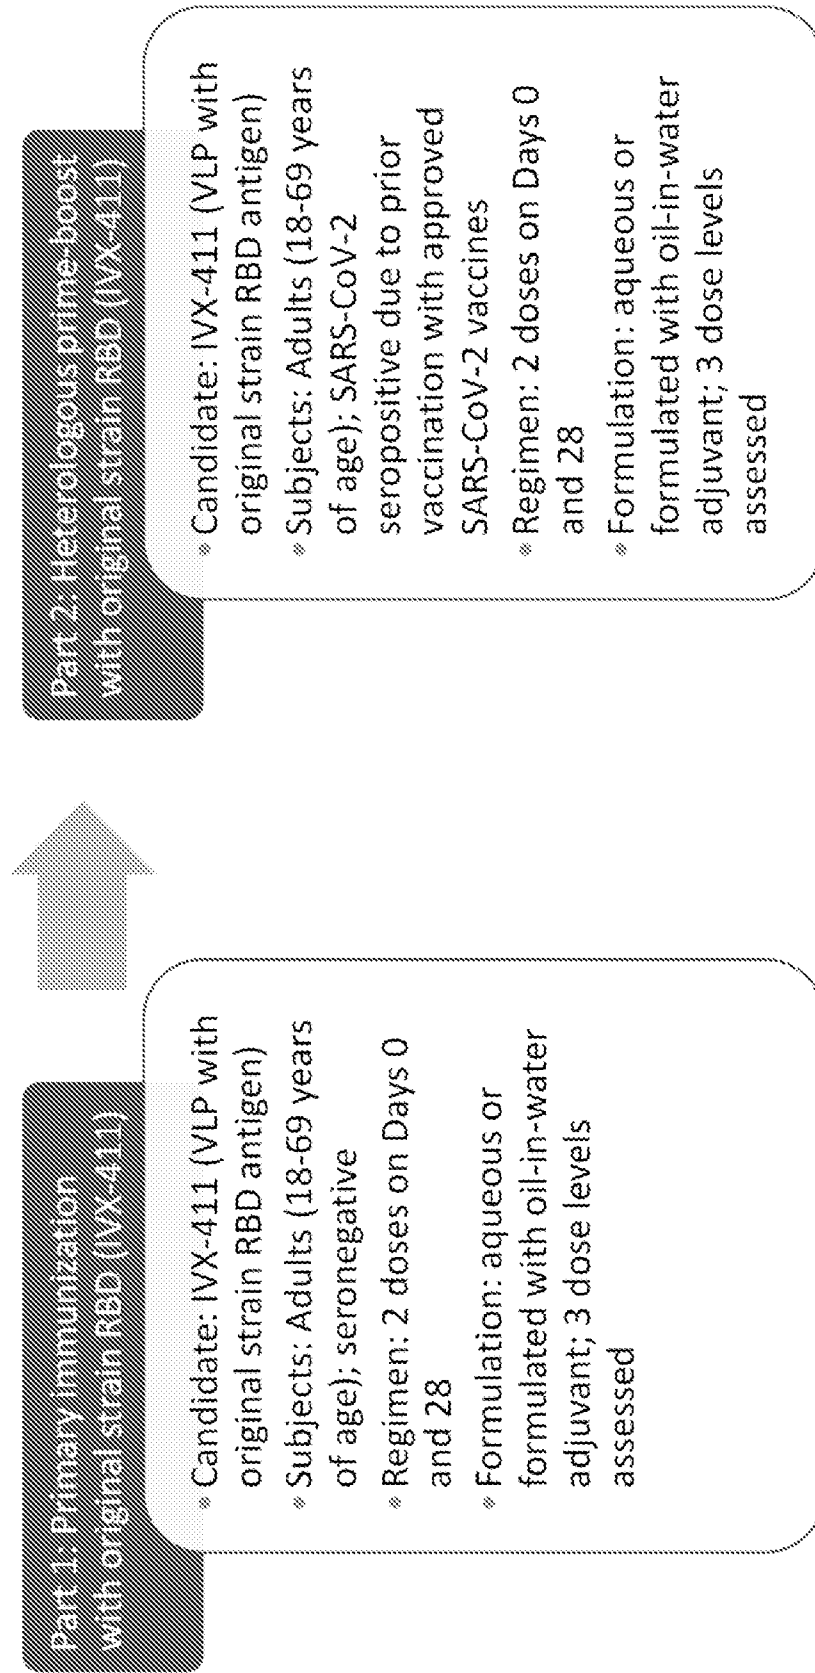 Part 1: Primary immunization
with original strain RBD (IVX-411)
• Candidate: IVX-411 (VLP with
original strain RBD antigen)
• Subjects: Adults (18-69 years
of age); seronegative
• Regimen: 2 doses on Days 0
and 28
• Formulation: aqueous or
formulated with oil-in-water
adjuvant; 3 dose levels
assessed
Part 2: Heterologous prime-boost
with original strain RBD (IVX-411)
• Candidate: IVX-411 (VLP with
original strain RBD antigen)
• Subjects: Adults (18-69 years
of age); SARS-CoV-2
seropositive due to prior
vaccination with approved
SARS-CoV-2 vaccines
• Regimen: 2 doses on Days 0
and 28
• Formulation: aqueous or
formulated with oil-in-water
adjuvant; 3 dose levels
assessed